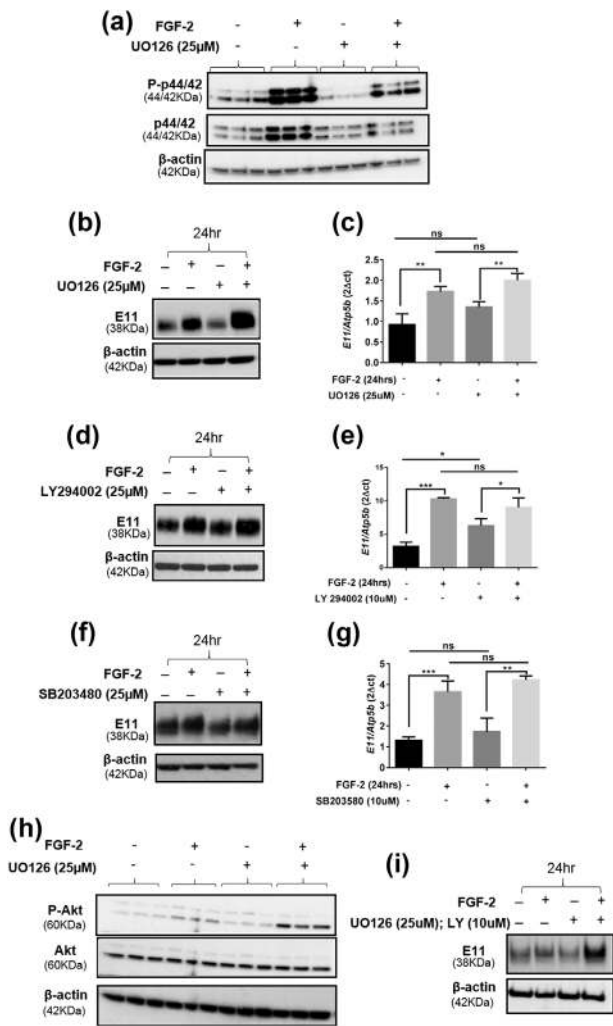 (a)
FGF-2 - + - +
UO126 (25µM) - - + +
P-p44/42
(44/42KDa)
p44/42
(44/42KDa)
β-actin
(42KDa)
(b)
24hr
FGF-2 - + - +
UO126 (25µM) - - + +
E11
(38KDa)
β-actin
(42KDa)
(c)
ns
ns
** **
E11/Atp5b (2Δct)
2.5
2.0
1.5
1.0
0.5
0.0
FGF-2 (24hrs) - + - +
UO126 (25uM) - - + +
(d)
24hr
FGF-2 - + - +
LY294002 (25µM) - - + +
E11
(38KDa)
β-actin
(42KDa)
(e)
*
ns
*** *
E11/Atp5b (2Δct)
15
10
5
0
FGF-2 (24hrs) - + - +
LY 294002 (10uM) - - + +
(f)
24hr
FGF-2 - + - +
SB203480 (25µM) - - + +
E11
(38KDa)
β-actin
(42KDa)
(g)
ns
ns
*** **
E11/Atp5b (2Δct)
6
4
2
0
FGF-2 (24hrs) - + - +
SB203580 (10uM) - - + +
(h)
FGF-2 - + - +
UO126 (25µM) - - + +
P-Akt
(60KDa)
Akt
(60KDa)
β-actin
(42KDa)
(i)
24hr
FGF-2 - + - +
UO126 (25uM); LY (10uM) - - + +
E11
(38KDa)
β-actin
(42KDa)